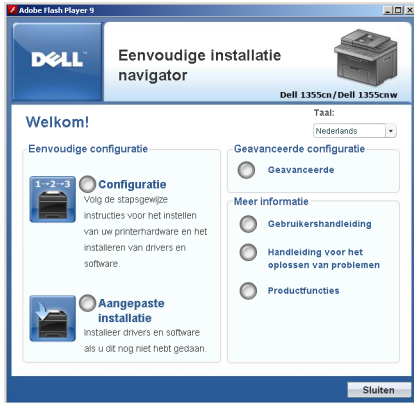 Adobe Flash Player 9
DELL
Eenvoudige installatie
navigator
Dell 1355cn/Dell 1355cnw
Welkom!
Taal:
Nederlands
Eenvoudige configuratie
1→2→3
Configuratie
Volg de stapsgewijze
instructies voor het instellen
van uw printerhardware en het
installeren van drivers en
software.
Aangepaste
installatie
Installeer drivers en software
als u dit nog niet hebt gedaan.
Geavanceerde configuratie
Geavanceerde
Meer informatie
Gebruikershandleiding
Handleiding voor het
oplossen van problemen
Productfuncties
Sluiten